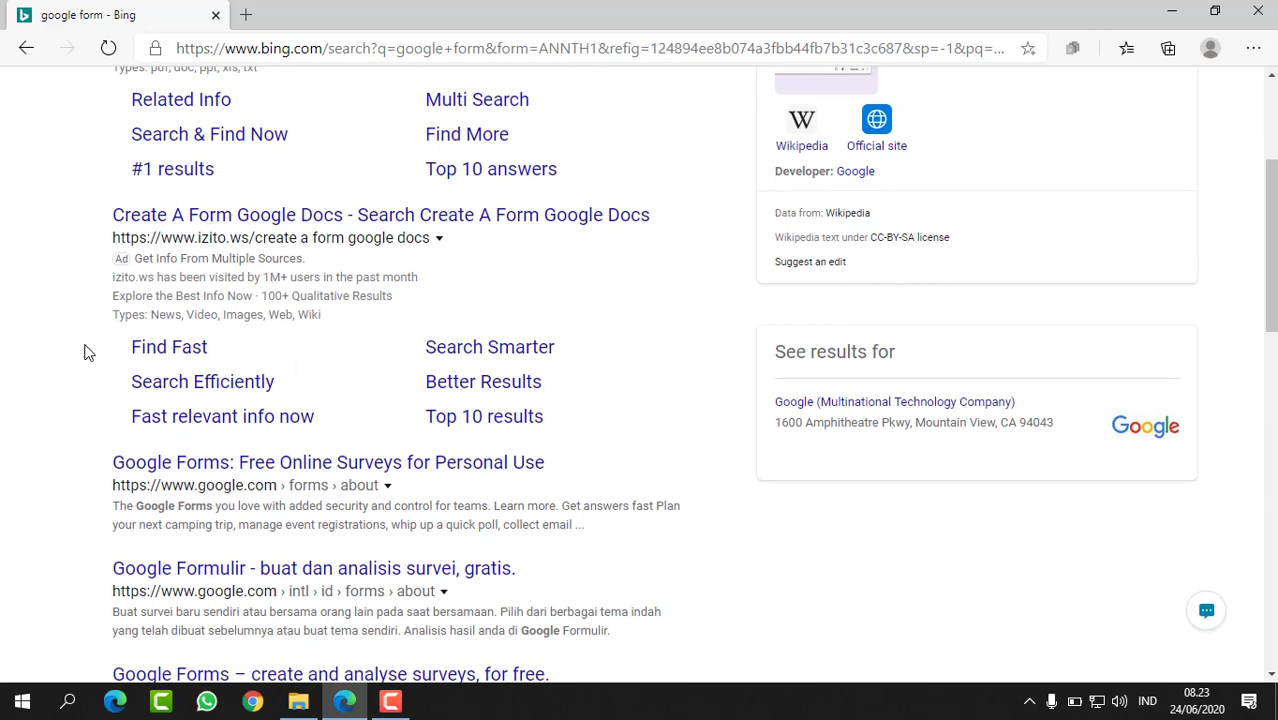 google form - Bing
https://www.bing.com/search?q=google+form&form=ANNTH1&refig=124894ee8b074a3fbb44fb7b31c3c687&sp=-1&pq=...
Types: pdf, doc, ppt, xls, txt
Related Info
Multi Search
Search & Find Now
Find More
#1 results
Top 10 answers
Create A Form Google Docs - Search Create A Form Google Docs
https://www.izito.ws/create a form google docs
Ad Get Info From Multiple Sources.
izito.ws has been visited by 1M+ users in the past month
Explore the Best Info Now · 100+ Qualitative Results
Types: News, Video, Images, Web, Wiki
Find Fast
Search Smarter
Search Efficiently
Better Results
Fast relevant info now
Top 10 results
Google Forms: Free Online Surveys for Personal Use
https://www.google.com › forms › about
The Google Forms you love with added security and control for teams. Learn more. Get answers fast Plan
your next camping trip, manage event registrations, whip up a quick poll, collect email ...
Google Formulir - buat dan analisis survei, gratis.
https://www.google.com › intl › id › forms › about
Buat survei baru sendiri atau bersama orang lain pada saat bersamaan. Pilih dari berbagai tema indah
yang telah dibuat sebelumnya atau buat tema sendiri. Analisis hasil anda di Google Formulir.
Google Forms – create and analyse surveys, for free.
W
Wikipedia
Official site
Developer: Google
Data from: Wikipedia
Wikipedia text under CC-BY-SA license
Suggest an edit
See results for
Google (Multinational Technology Company)
1600 Amphitheatre Pkwy, Mountain View, CA 94043
Google
IND
08.23
24/06/2020